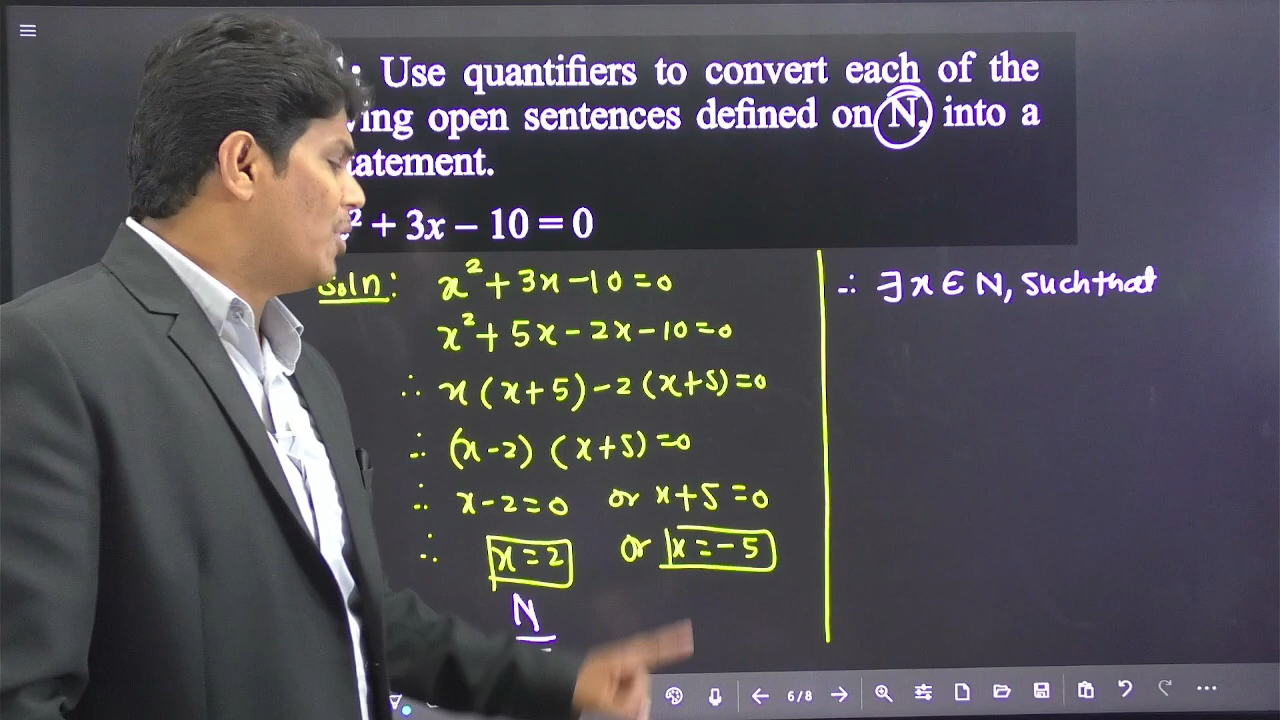 Use quantifiers to convert each of the
open sentences defined on N, into a
² + 3x − 10 = 0
Soln: x² + 3x − 10 = 0
x² + 5x − 2x − 10 = 0
∴ x (x + 5) − 2 (x + 5) = 0
∴ (x − 2) (x + 5) = 0
∴ x − 2 = 0 or x + 5 = 0
∴ x = 2 or x = −5
N
∴ ∃ x ∈ N, Such that
6/8